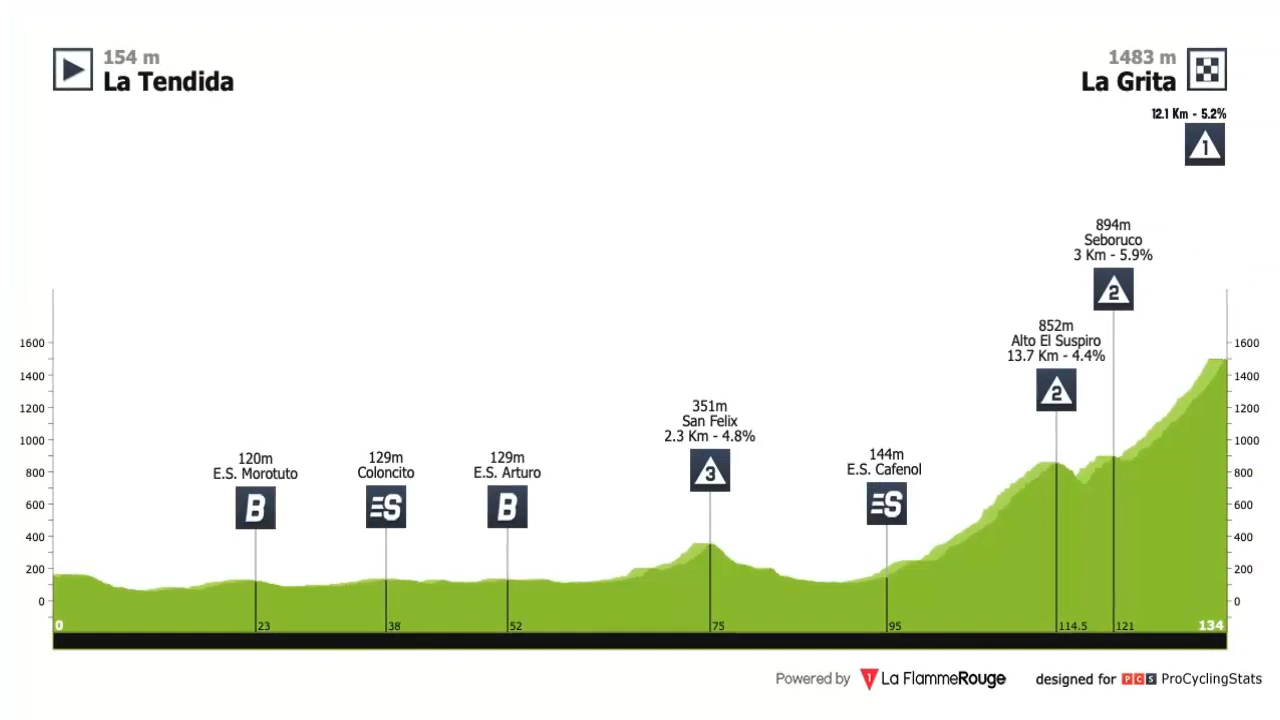 154 m
La Tendida
1483 m
La Grita
12.1 Km - 5.2%
1
894m
Seboruco
3 Km - 5.9%
2
852m
Alto El Suspiro
13.7 Km - 4.4%
2
351m
San Felix
2.3 Km - 4.8%
3
120m
E.S. Morotuto
B
129m
Coloncito
S
129m
E.S. Arturo
B
144m
E.S. Cafenol
S
1600
1400
1200
1000
800
600
400
200
0
1600
1400
1200
1000
800
600
400
200
0
0 23 38 52 75 95 114.5 121 134
Powered by La FlammeRouge designed for PCS ProCyclingStats